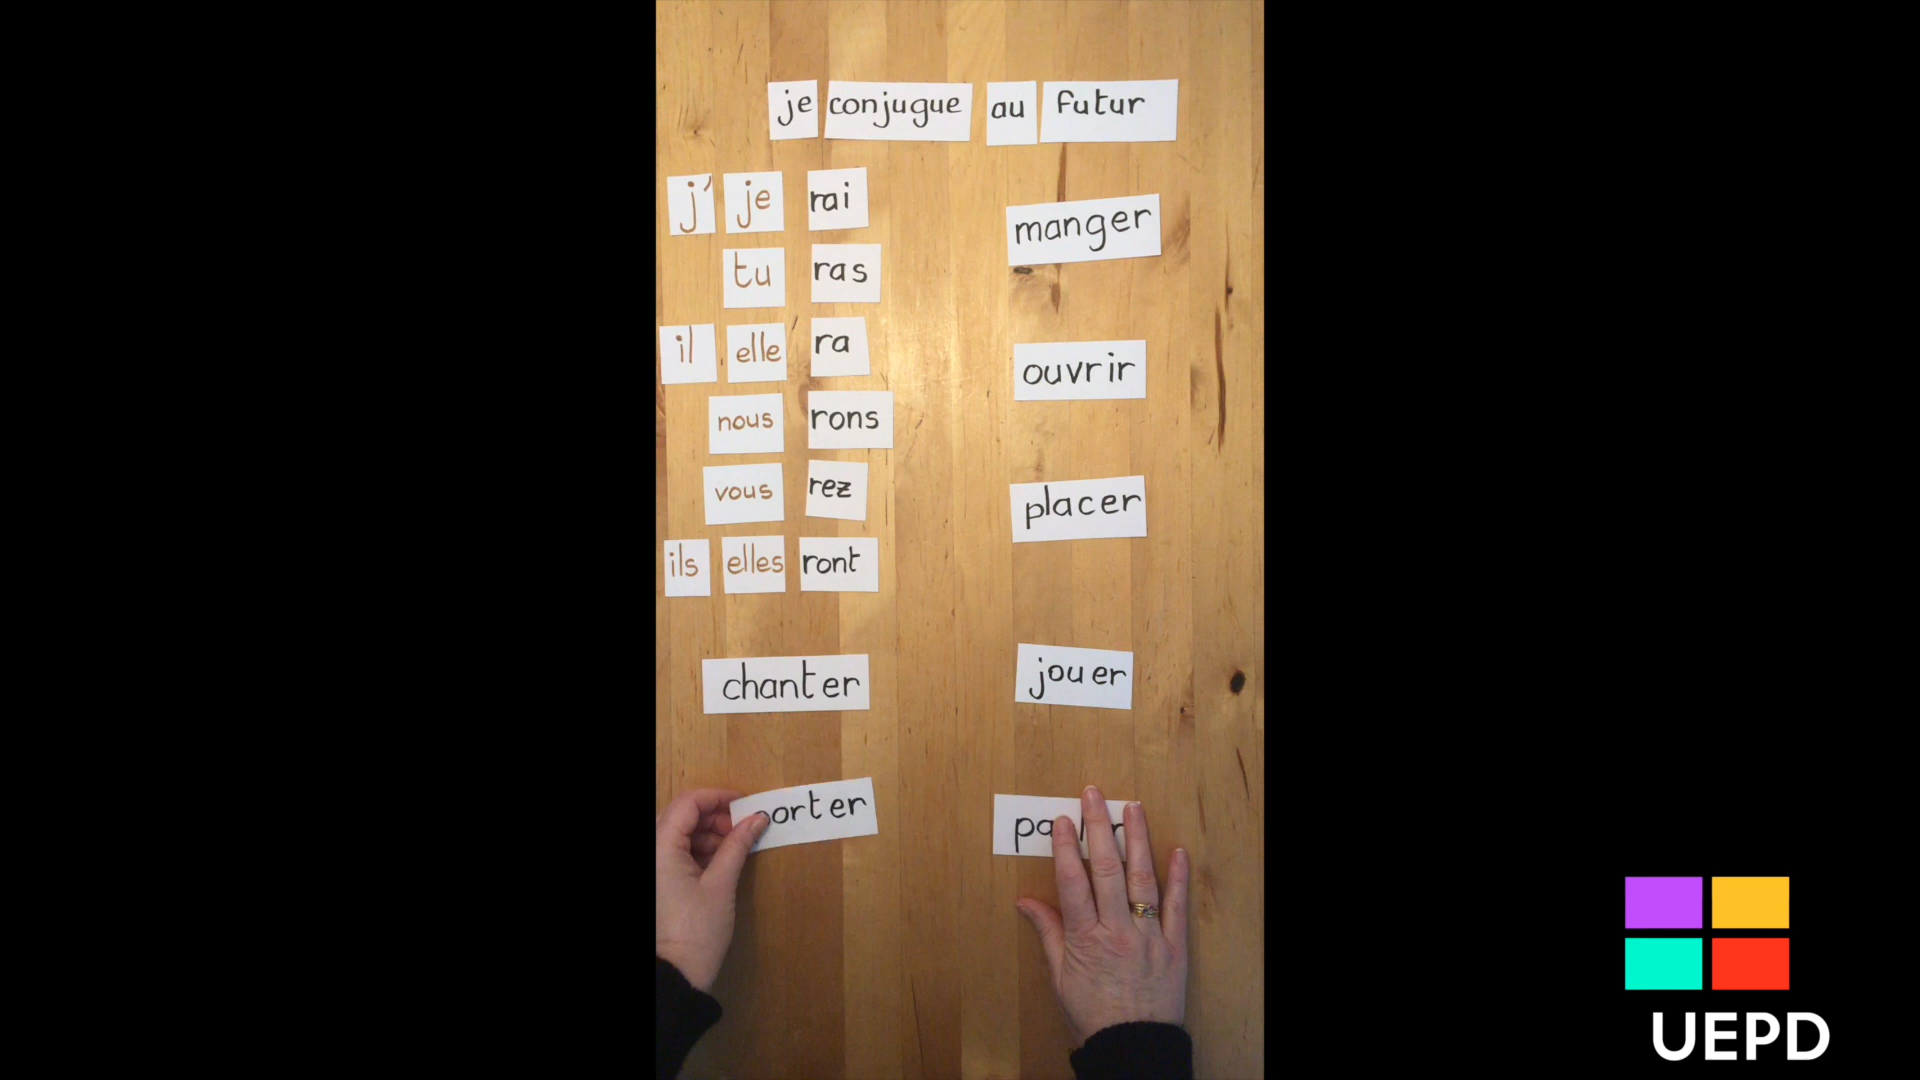 je conjugue au futur
j' je rai
tu ras
il elle ra
nous rons
vous rez
ils elles ront
manger
ouvrir
placer
chanter
jouer
porter
UEPD